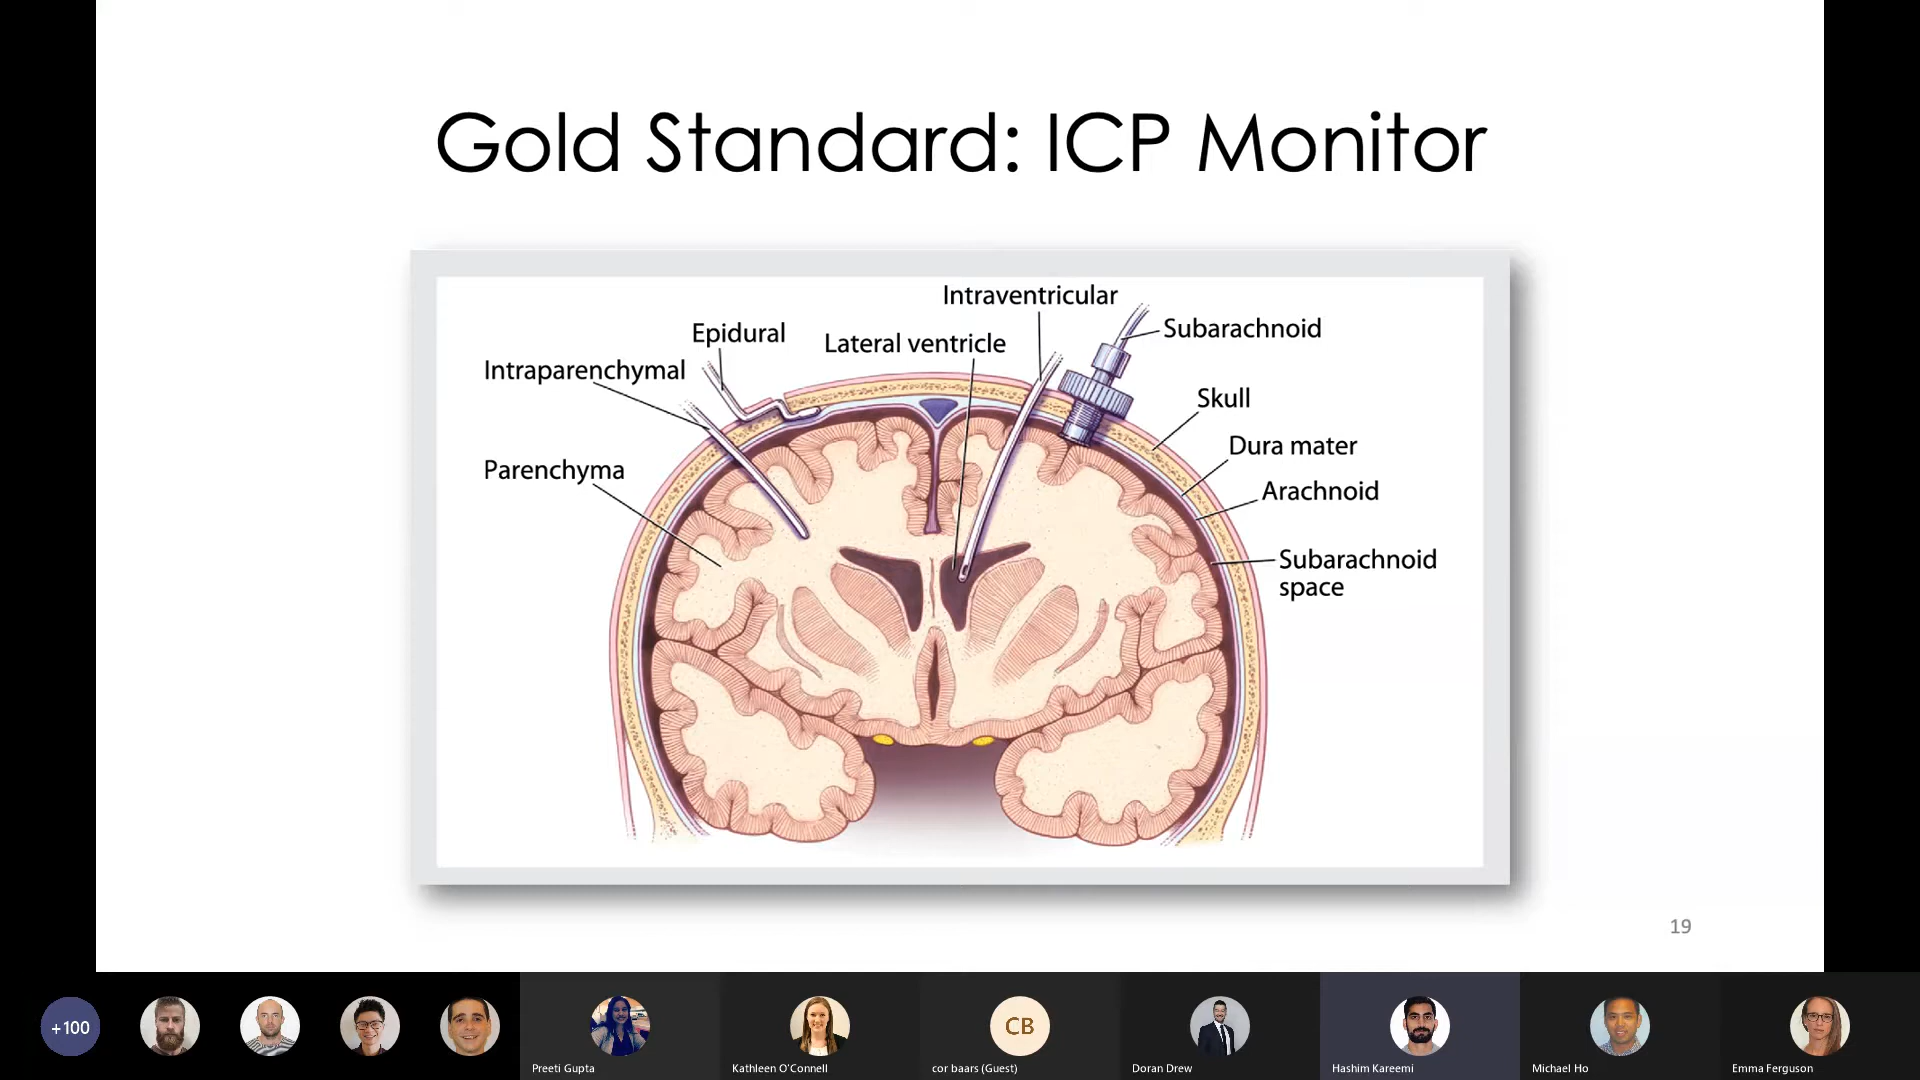 Gold Standard: ICP Monitor
Intraventricular
Subarachnoid
Epidural
Lateral ventricle
Intraparenchymal
Skull
Dura mater
Parenchyma
Arachnoid
Subarachnoid
space
19
+100
CB
Preeti Gupta
Kathleen O'Connell
cor baars (Guest)
Doran Drew
Hashim Kareemi
Michael Ho
Emma Ferguson